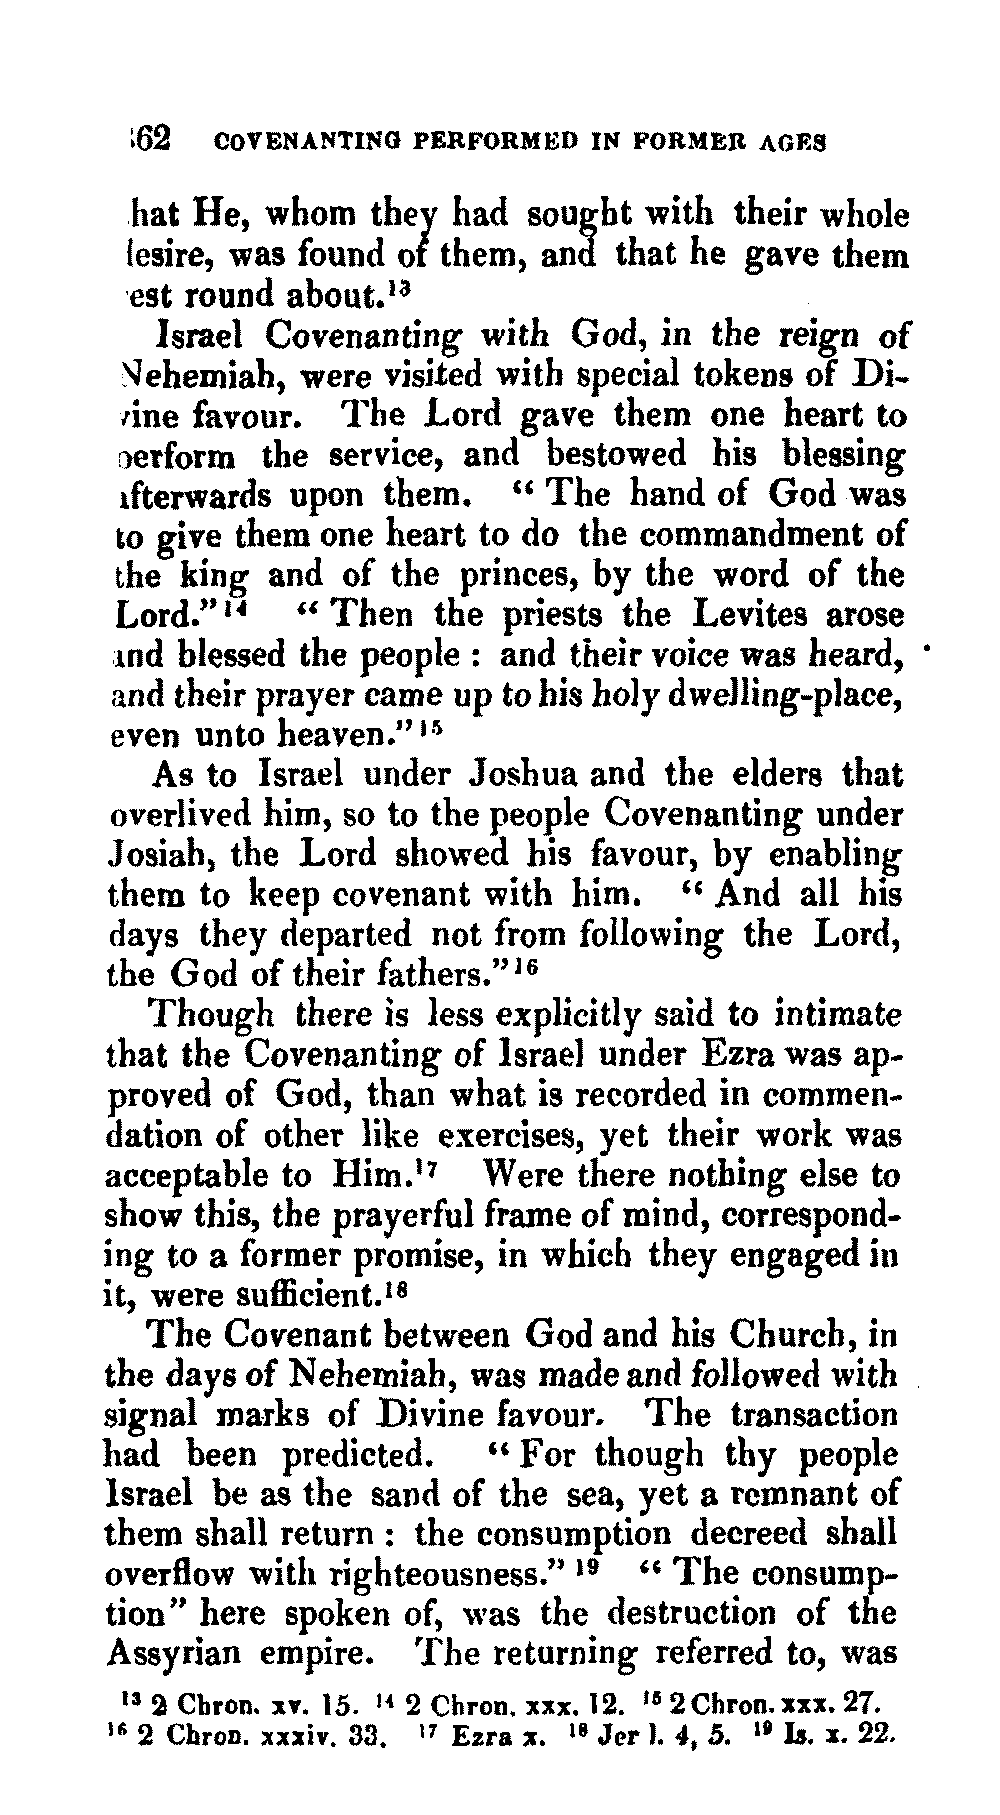 :62 COVENANTING PERFORMED IN FORMER AGES
hat He, whom they had sought with their whole
lesire, was found of them, and that he gave them
est round about.¹³
Israel Covenanting with God, in the reign of
Nehemiah, were visited with special tokens of Di-
vine favour. The Lord gave them one heart to
perform the service, and bestowed his blessing
afterwards upon them. “ The hand of God was
to give them one heart to do the commandment of
the king and of the princes, by the word of the
Lord.”¹⁴ “ Then the priests the Levites arose
and blessed the people : and their voice was heard,
and their prayer came up to his holy dwelling-place,
even unto heaven.”¹⁵
As to Israel under Joshua and the elders that
overlived him, so to the people Covenanting under
Josiah, the Lord showed his favour, by enabling
them to keep covenant with him. “ And all his
days they departed not from following the Lord,
the God of their fathers.”¹⁶
Though there is less explicitly said to intimate
that the Covenanting of Israel under Ezra was ap-
proved of God, than what is recorded in commen-
dation of other like exercises, yet their work was
acceptable to Him.¹⁷ Were there nothing else to
show this, the prayerful frame of mind, correspond-
ing to a former promise, in which they engaged in
it, were sufficient.¹⁸
The Covenant between God and his Church, in
the days of Nehemiah, was made and followed with
signal marks of Divine favour. The transaction
had been predicted. “ For though thy people
Israel be as the sand of the sea, yet a remnant of
them shall return : the consumption decreed shall
overflow with righteousness.” ¹⁹ “ The consump-
tion” here spoken of, was the destruction of the
Assyrian empire. The returning referred to, was
¹³ 2 Chron. xv. 15. ¹⁴ 2 Chron. xxx. 12. ¹⁵ 2 Chron. xxx. 27.
¹⁶ 2 Chron. xxxiv. 33. ¹⁷ Ezra x. ¹⁸ Jer l. 4, 5. ¹⁹ Is. x. 22.